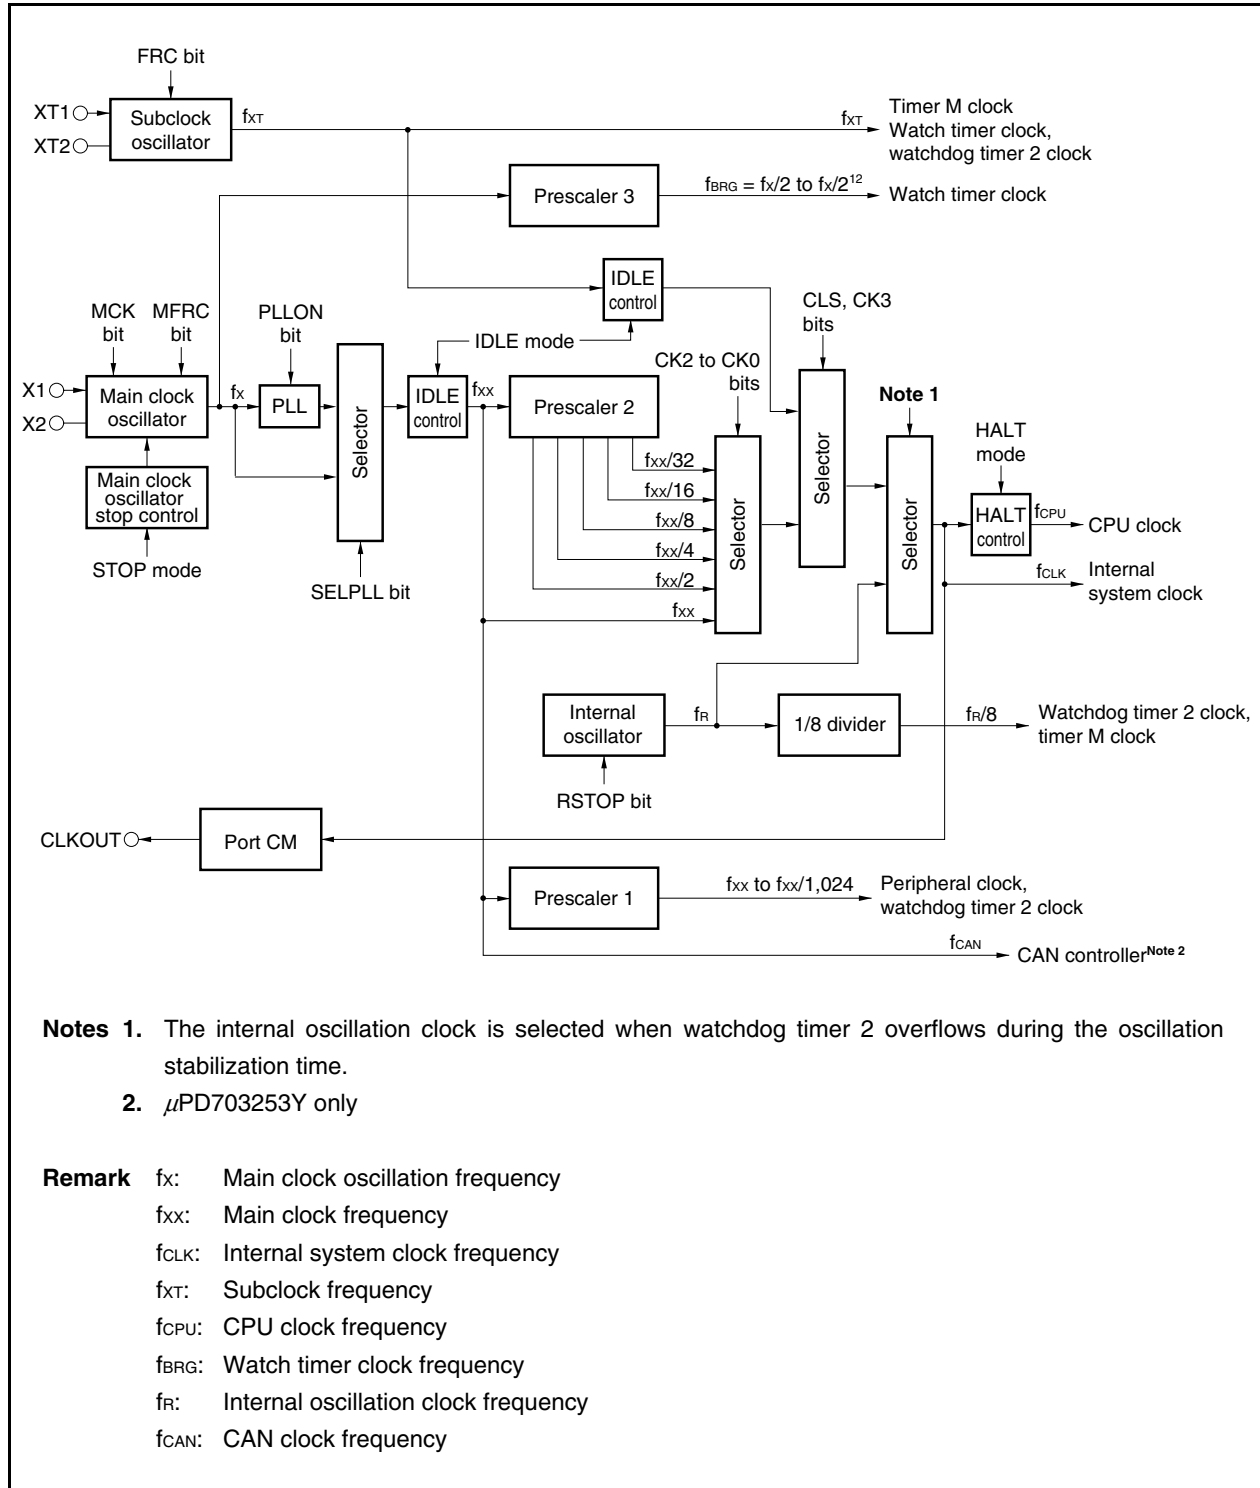 FRC bit
XT1
XT2
Subclock
oscillator
fXT
fXT
Timer M clock
Watch timer clock,
watchdog timer 2 clock
Prescaler 3
fBRG = fX/2 to fX/2¹²
Watch timer clock
IDLE
control
MCK
bit
MFRC
bit
PLLON
bit
IDLE mode
CLS, CK3
bits
CK2 to CK0
bits
X1
X2
Main clock
oscillator
fX
PLL
Selector
IDLE
control
fXX
Prescaler 2
Selector
Note 1
HALT
mode
Main clock
oscillator
stop control
STOP mode
SELPLL bit
fXX/32
fXX/16
fXX/8
fXX/4
fXX/2
fXX
Selector
Selector
HALT
control
fCPU
CPU clock
fCLK
Internal
system clock
Internal
oscillator
fR
1/8 divider
fR/8
Watchdog timer 2 clock,
timer M clock
RSTOP bit
CLKOUT
Port CM
Prescaler 1
fXX to fXX/1,024
Peripheral clock,
watchdog timer 2 clock
fCAN
CAN controller Note 2
Notes 1. The internal oscillation clock is selected when watchdog timer 2 overflows during the oscillation
stabilization time.
2. μPD703253Y only
Remark fX: Main clock oscillation frequency
fXX: Main clock frequency
fCLK: Internal system clock frequency
fXT: Subclock frequency
fCPU: CPU clock frequency
fBRG: Watch timer clock frequency
fR: Internal oscillation clock frequency
fCAN: CAN clock frequency